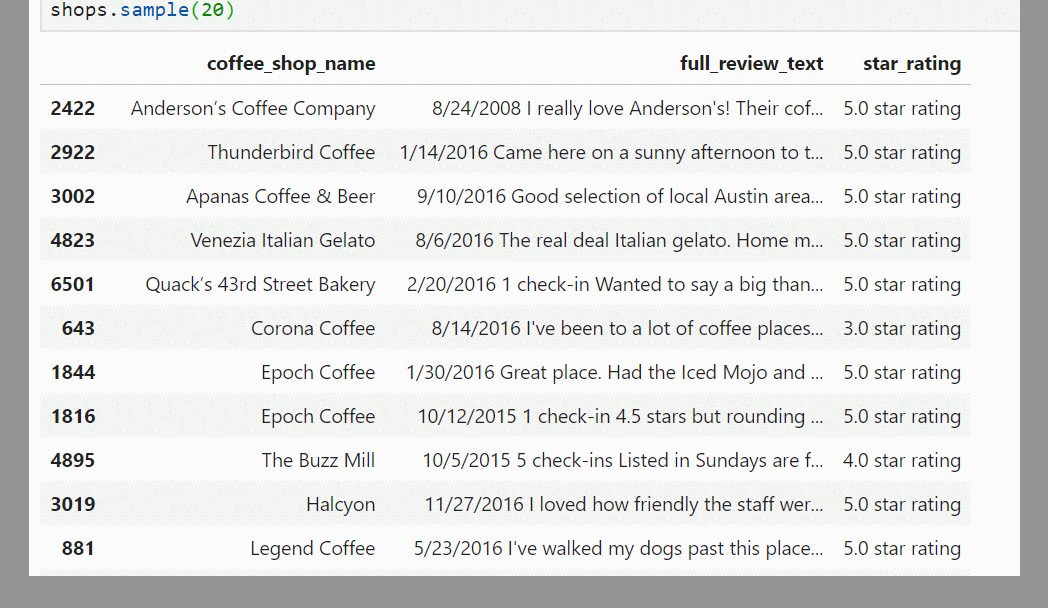 shops.sample(20)
coffee_shop_name full_review_text star_rating
2422 Anderson’s Coffee Company 8/24/2008 I really love Anderson's! Their cof... 5.0 star rating
2922 Thunderbird Coffee 1/14/2016 Came here on a sunny afternoon to t... 5.0 star rating
3002 Apanas Coffee & Beer 9/10/2016 Good selection of local Austin area... 5.0 star rating
4823 Venezia Italian Gelato 8/6/2016 The real deal Italian gelato. Home m... 5.0 star rating
6501 Quack’s 43rd Street Bakery 2/20/2016 1 check-in Wanted to say a big than... 5.0 star rating
643 Corona Coffee 8/14/2016 I've been to a lot of coffee places... 3.0 star rating
1844 Epoch Coffee 1/30/2016 Great place. Had the Iced Mojo and ... 5.0 star rating
1816 Epoch Coffee 10/12/2015 1 check-in 4.5 stars but rounding ... 5.0 star rating
4895 The Buzz Mill 10/5/2015 5 check-ins Listed in Sundays are f... 4.0 star rating
3019 Halcyon 11/27/2016 I loved how friendly the staff wer... 5.0 star rating
881 Legend Coffee 5/23/2016 I've walked my dogs past this place... 5.0 star rating